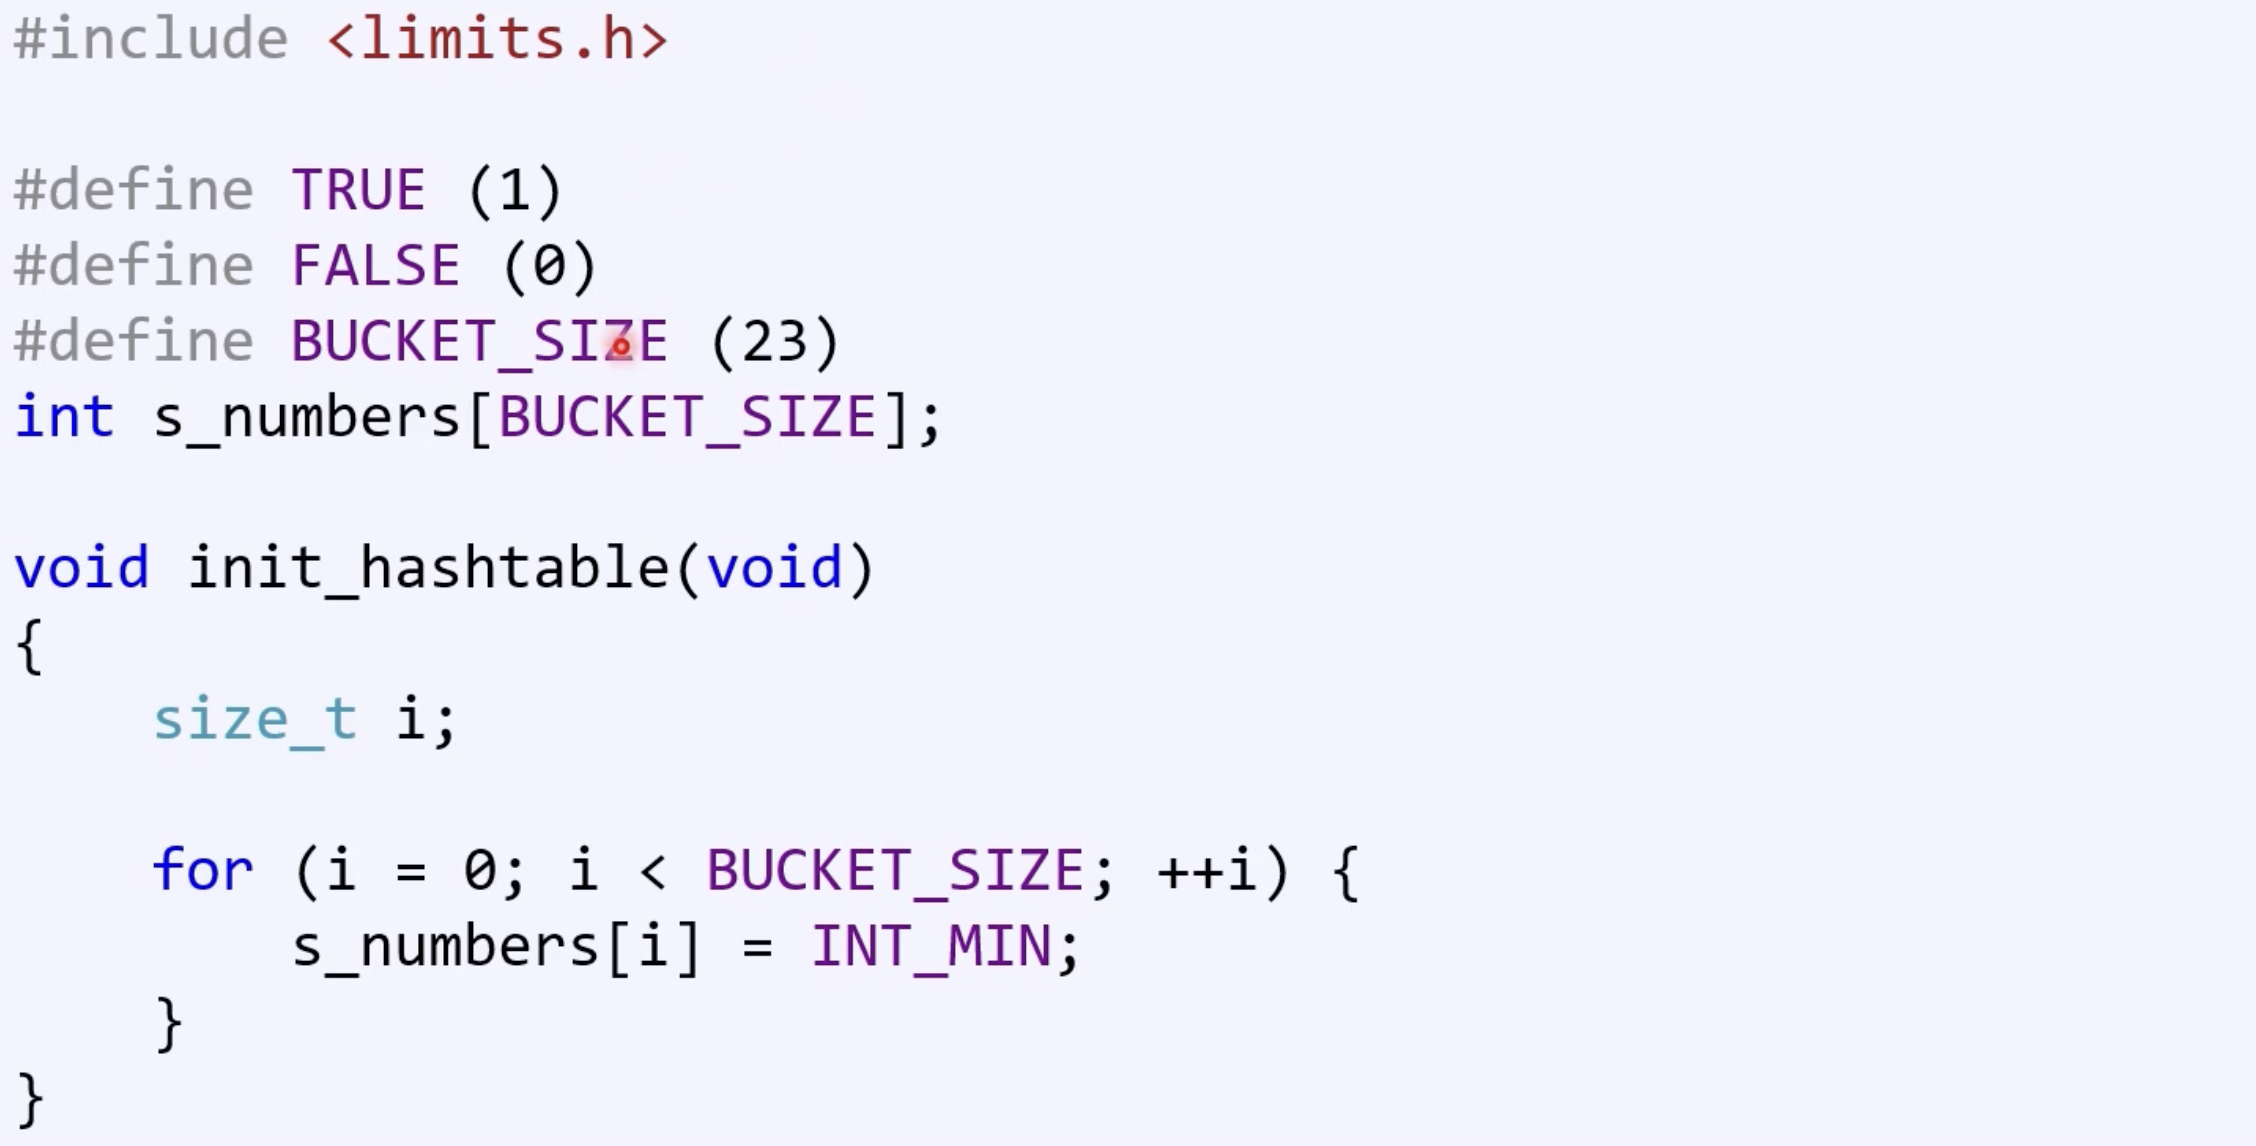 #include <limits.h>
#define TRUE (1)
#define FALSE (0)
#define BUCKET_SIZE (23)
int s_numbers[BUCKET_SIZE];
void init_hashtable(void)
{
    size_t i;
    for (i = 0; i < BUCKET_SIZE; ++i) {
        s_numbers[i] = INT_MIN;
    }
}